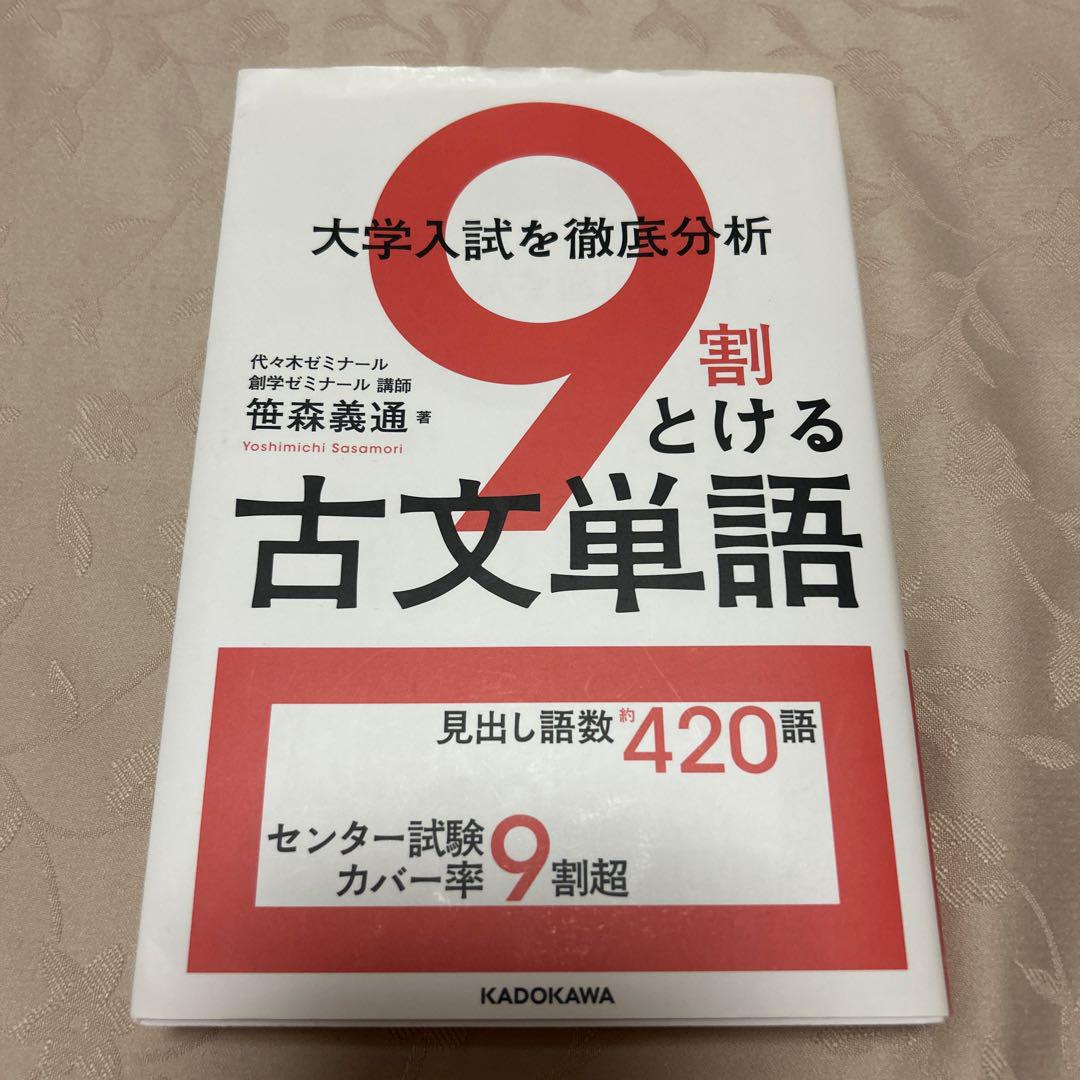 大学入試を徹底分析
代々木ゼミナール
創学ゼミナール 講師
笹森義通 著
Yoshimichi Sasamori
9割
とける
古文単語
見出し語数約420語
センター試験
カバー率9割超
KADOKAWA